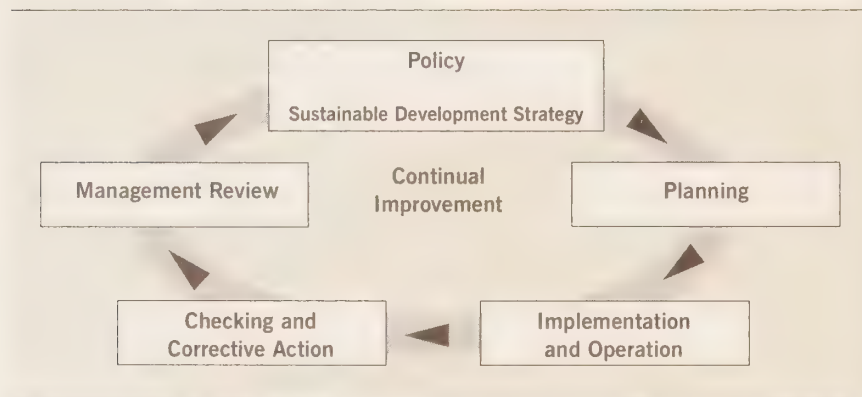 Policy
Sustainable Development Strategy
Management Review
Continual
Improvement
Planning
Checking and
Corrective Action
Implementation
and Operation